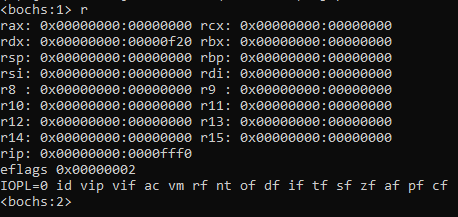 <bochs:1> r
rax: 0x00000000:00000000 rcx: 0x00000000:00000000
rdx: 0x00000000:00000f20 rbx: 0x00000000:00000000
rsp: 0x00000000:00000000 rbp: 0x00000000:00000000
rsi: 0x00000000:00000000 rdi: 0x00000000:00000000
r8 : 0x00000000:00000000 r9 : 0x00000000:00000000
r10: 0x00000000:00000000 r11: 0x00000000:00000000
r12: 0x00000000:00000000 r13: 0x00000000:00000000
r14: 0x00000000:00000000 r15: 0x00000000:00000000
rip: 0x00000000:0000fff0
eflags 0x00000002
IOPL=0 id vip vif ac vm rf nt of df if tf sf zf af pf cf
<bochs:2>